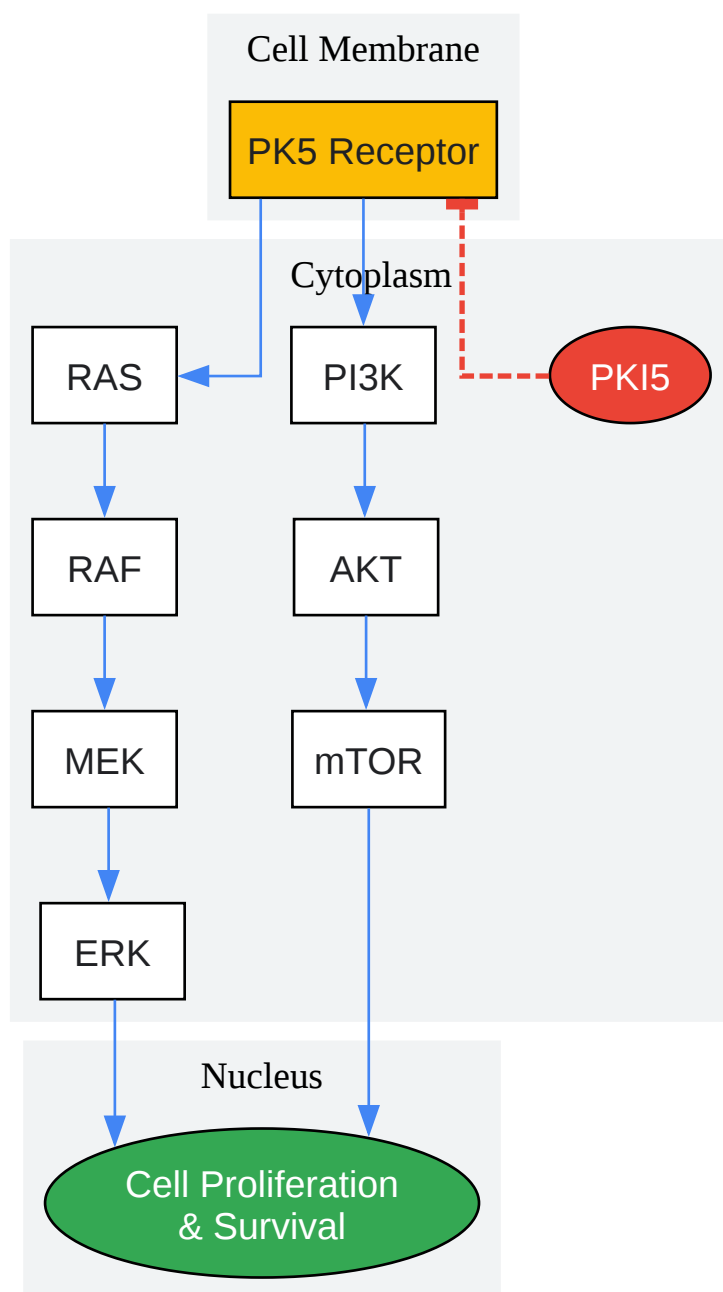 Cell Membrane
PK5 Receptor
Cytoplasm
RAS
PI3K
PKI5
RAF
AKT
MEK
mTOR
ERK
Nucleus
Cell Proliferation
& Survival